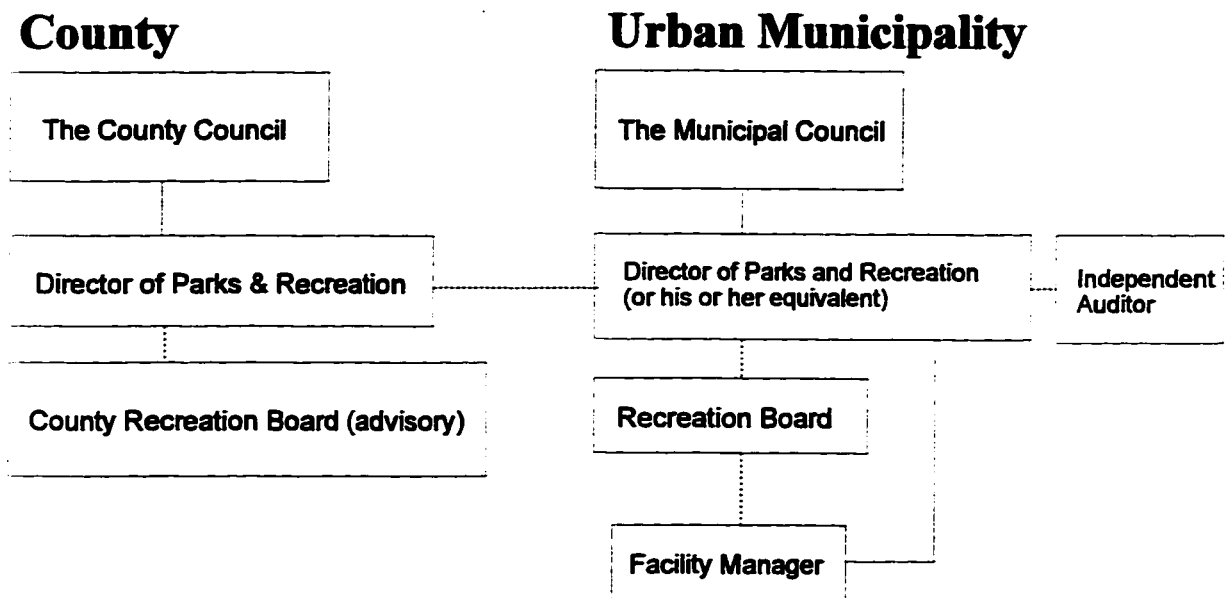 County
The County Council
Director of Parks & Recreation
County Recreation Board (advisory)
Urban Municipality
The Municipal Council
Director of Parks and Recreation
(or his or her equivalent)
Independent
Auditor
Recreation Board
Facility Manager